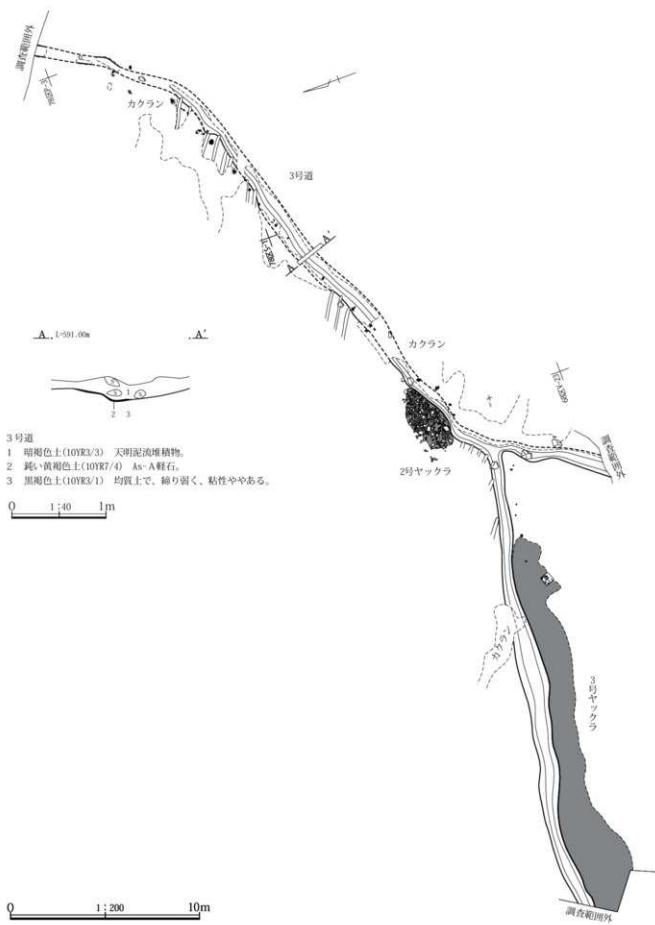 調査範囲外
カクラン
3号道
A
A'
A
L=591.00m
A'
1
2
3
カクラン
3号道
1 暗褐色土(10YR3/3) 天明泥流堆積物。
2 鈍い黄褐色土(10YR7/4) As-A軽石。
3 黒褐色土(10YR3/1) 均質土で、締り弱く、粘性ややある。
0 1:40 1m
2号ヤックラ
調査範囲外
カクラン
3号ヤックラ
0 1:200 10m
調査範囲外